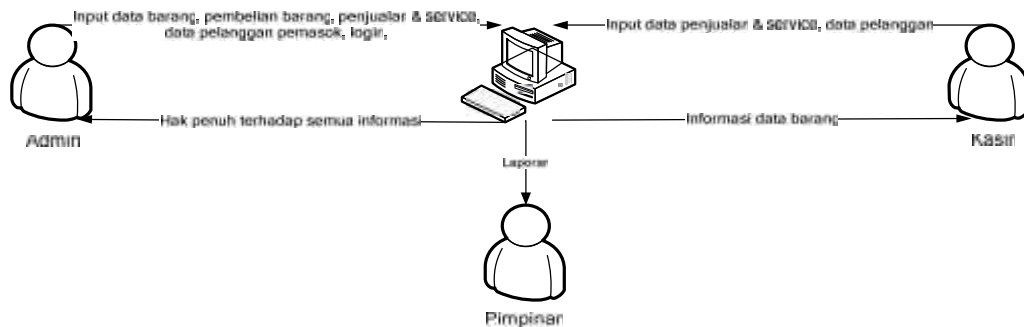 Input data barang, pembelian barang, penjualan & service,
data pelanggan pemasok, login,
Input data penjualan & service, data pelanggan
Hak penuh terhadap semua informasi
Informasi data barang
Admin
Kasir
Laporan
Pimpinan